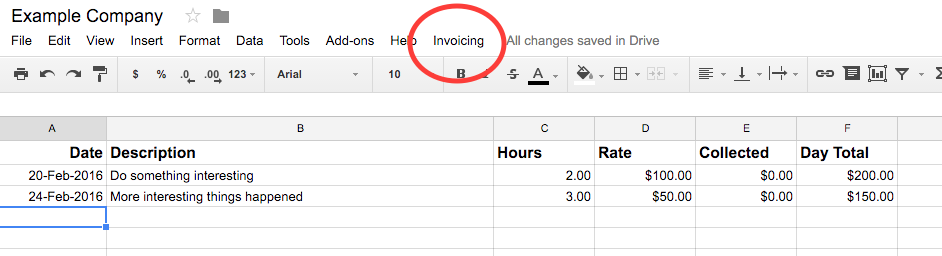 Example Company
File Edit View Insert Format Data Tools Add-ons Help Invoicing All changes saved in Drive
$ % .0 .00 123 Arial 10 B I S A Σ
A B C D E F
Date Description Hours Rate Collected Day Total
20-Feb-2016 Do something interesting 2.00 $100.00 $0.00 $200.00
24-Feb-2016 More interesting things happened 3.00 $50.00 $0.00 $150.00